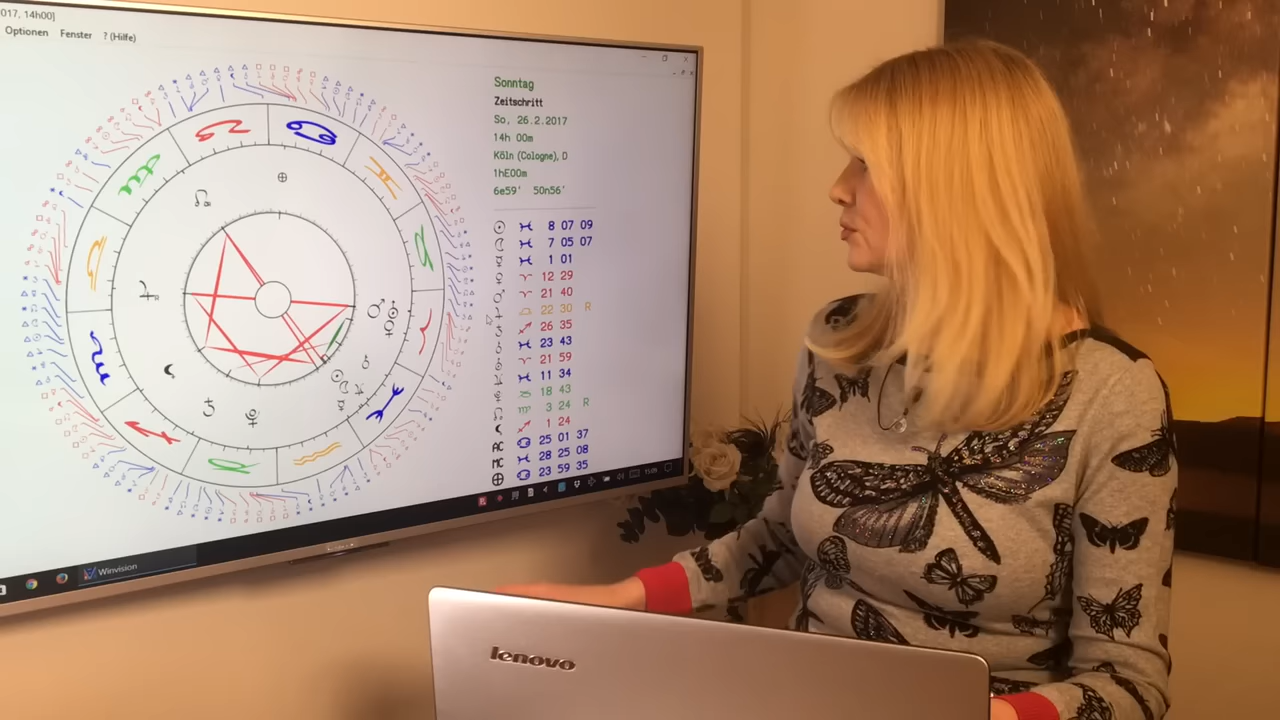 017, 14h00]
Optionen Fenster ? (Hilfe)
Sonntag
Zeitschritt
So, 26.2.2017
14h 00m
Köln (Cologne), D
1hE00m
6e59' 50n56'
☉ ♓ 8 07 09
☾ ♓ 7 05 07
☿ ♓ 1 01
♀ ♈ 12 29
♂ ♈ 21 40
♃ ♎ 22 30 R
♄ ♐ 26 35
⚷ ♓ 23 43
⛢ ♈ 21 59
♆ ♓ 11 34
♇ ♑ 18 43
☊ ♍ 3 24 R
⚸ ♐ 1 24
AC ♋ 25 01 37
MC ♓ 28 25 08
⊕ ♋ 23 59 35
Winvision
lenovo